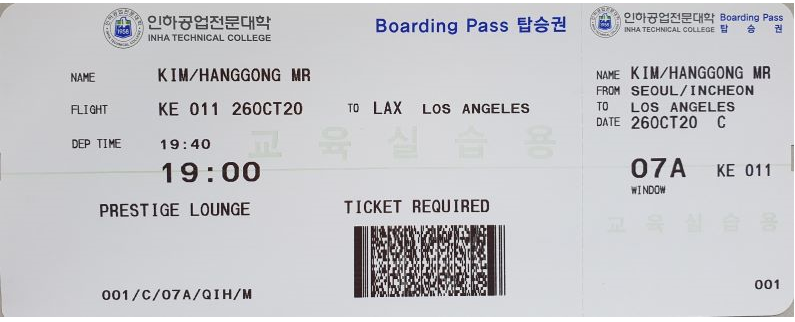 인하공업전문대학
INHA TECHNICAL COLLEGE
Boarding Pass 탑승권
NAME KIM/HANGGONG MR
FLIGHT KE 011 26OCT20 TO LAX LOS ANGELES
DEP TIME 19:40
교육실습용
19:00
PRESTIGE LOUNGE TICKET REQUIRED
001/C/07A/QIH/M
인하공업전문대학 Boarding Pass
INHA TECHNICAL COLLEGE 탑 승 권
NAME KIM/HANGGONG MR
FROM SEOUL/INCHEON
TO LOS ANGELES
DATE 26OCT20 C
07A KE 011
WINDOW
교육실습용
001